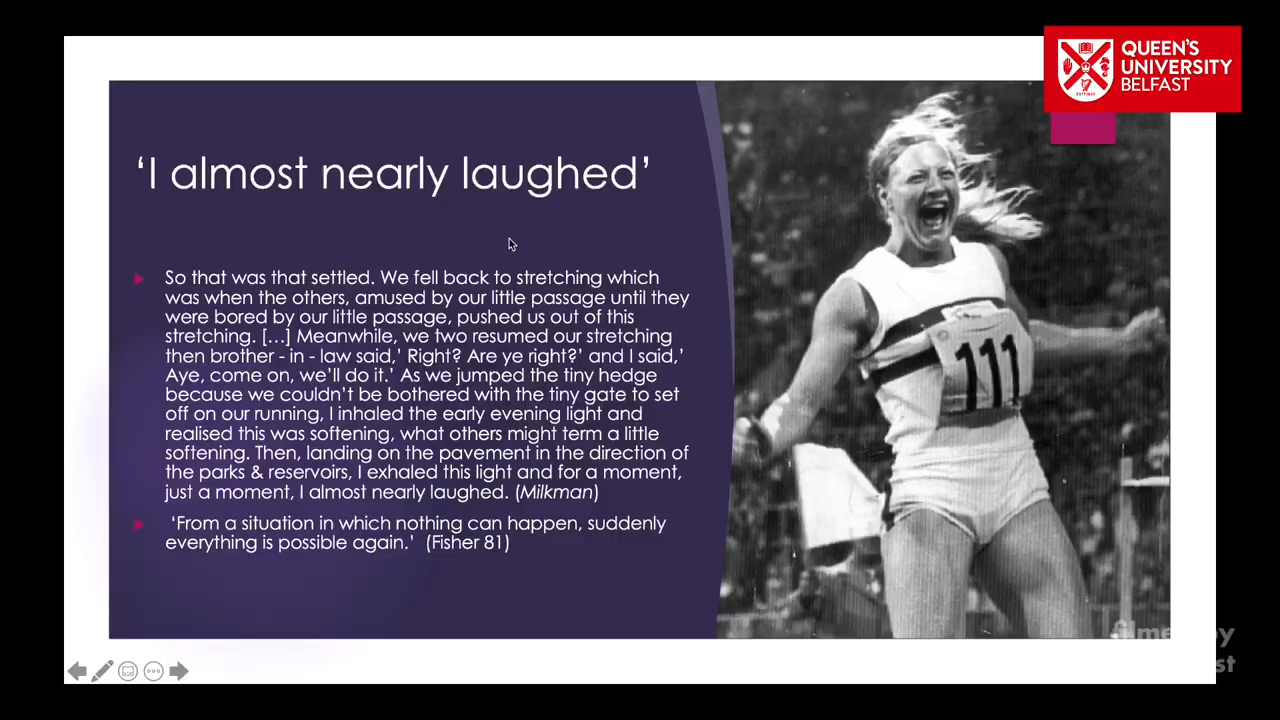 QUEEN'S
UNIVERSITY
BELFAST
‘I almost nearly laughed’
So that was that settled. We fell back to stretching which
was when the others, amused by our little passage until they
were bored by our little passage, pushed us out of this
stretching. […] Meanwhile, we two resumed our stretching
then brother - in - law said,’ Right? Are ye right?’ and I said,’
Aye, come on, we’ll do it.’ As we jumped the tiny hedge
because we couldn’t be bothered with the tiny gate to set
off on our running, I inhaled the early evening light and
realised this was softening, what others might term a little
softening. Then, landing on the pavement in the direction of
the parks & reservoirs, I exhaled this light and for a moment,
just a moment, I almost nearly laughed. (Milkman)
‘From a situation in which nothing can happen, suddenly
everything is possible again.’ (Fisher 81)
111